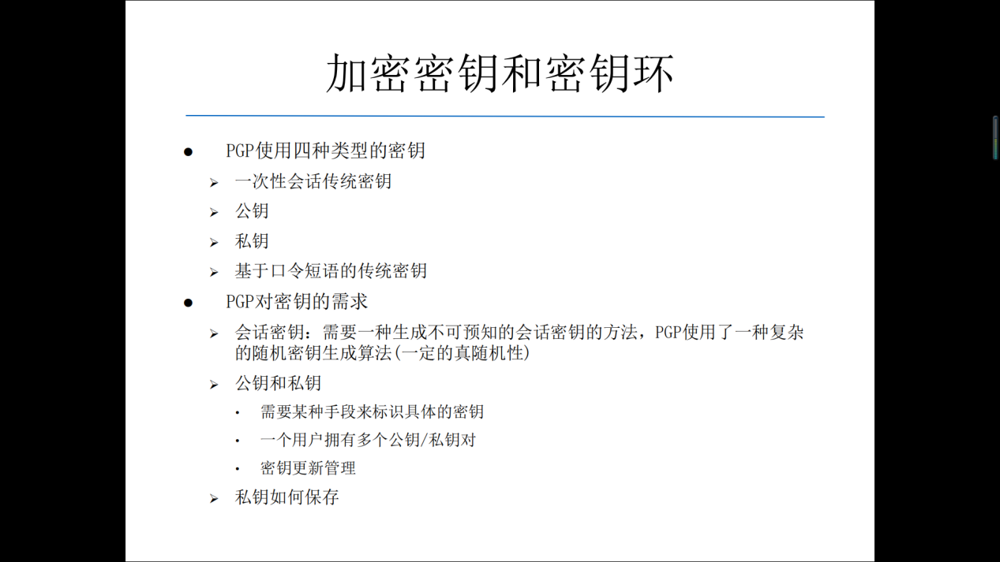 加密密钥和密钥环
● PGP使用四种类型的密钥
➢ 一次性会话传统密钥
➢ 公钥
➢ 私钥
➢ 基于口令短语的传统密钥
● PGP对密钥的需求
➢ 会话密钥：需要一种生成不可预知的会话密钥的方法，PGP使用了一种复杂
的随机密钥生成算法(一定的真随机性)
➢ 公钥和私钥
• 需要某种手段来标识具体的密钥
• 一个用户拥有多个公钥/私钥对
• 密钥更新管理
➢ 私钥如何保存